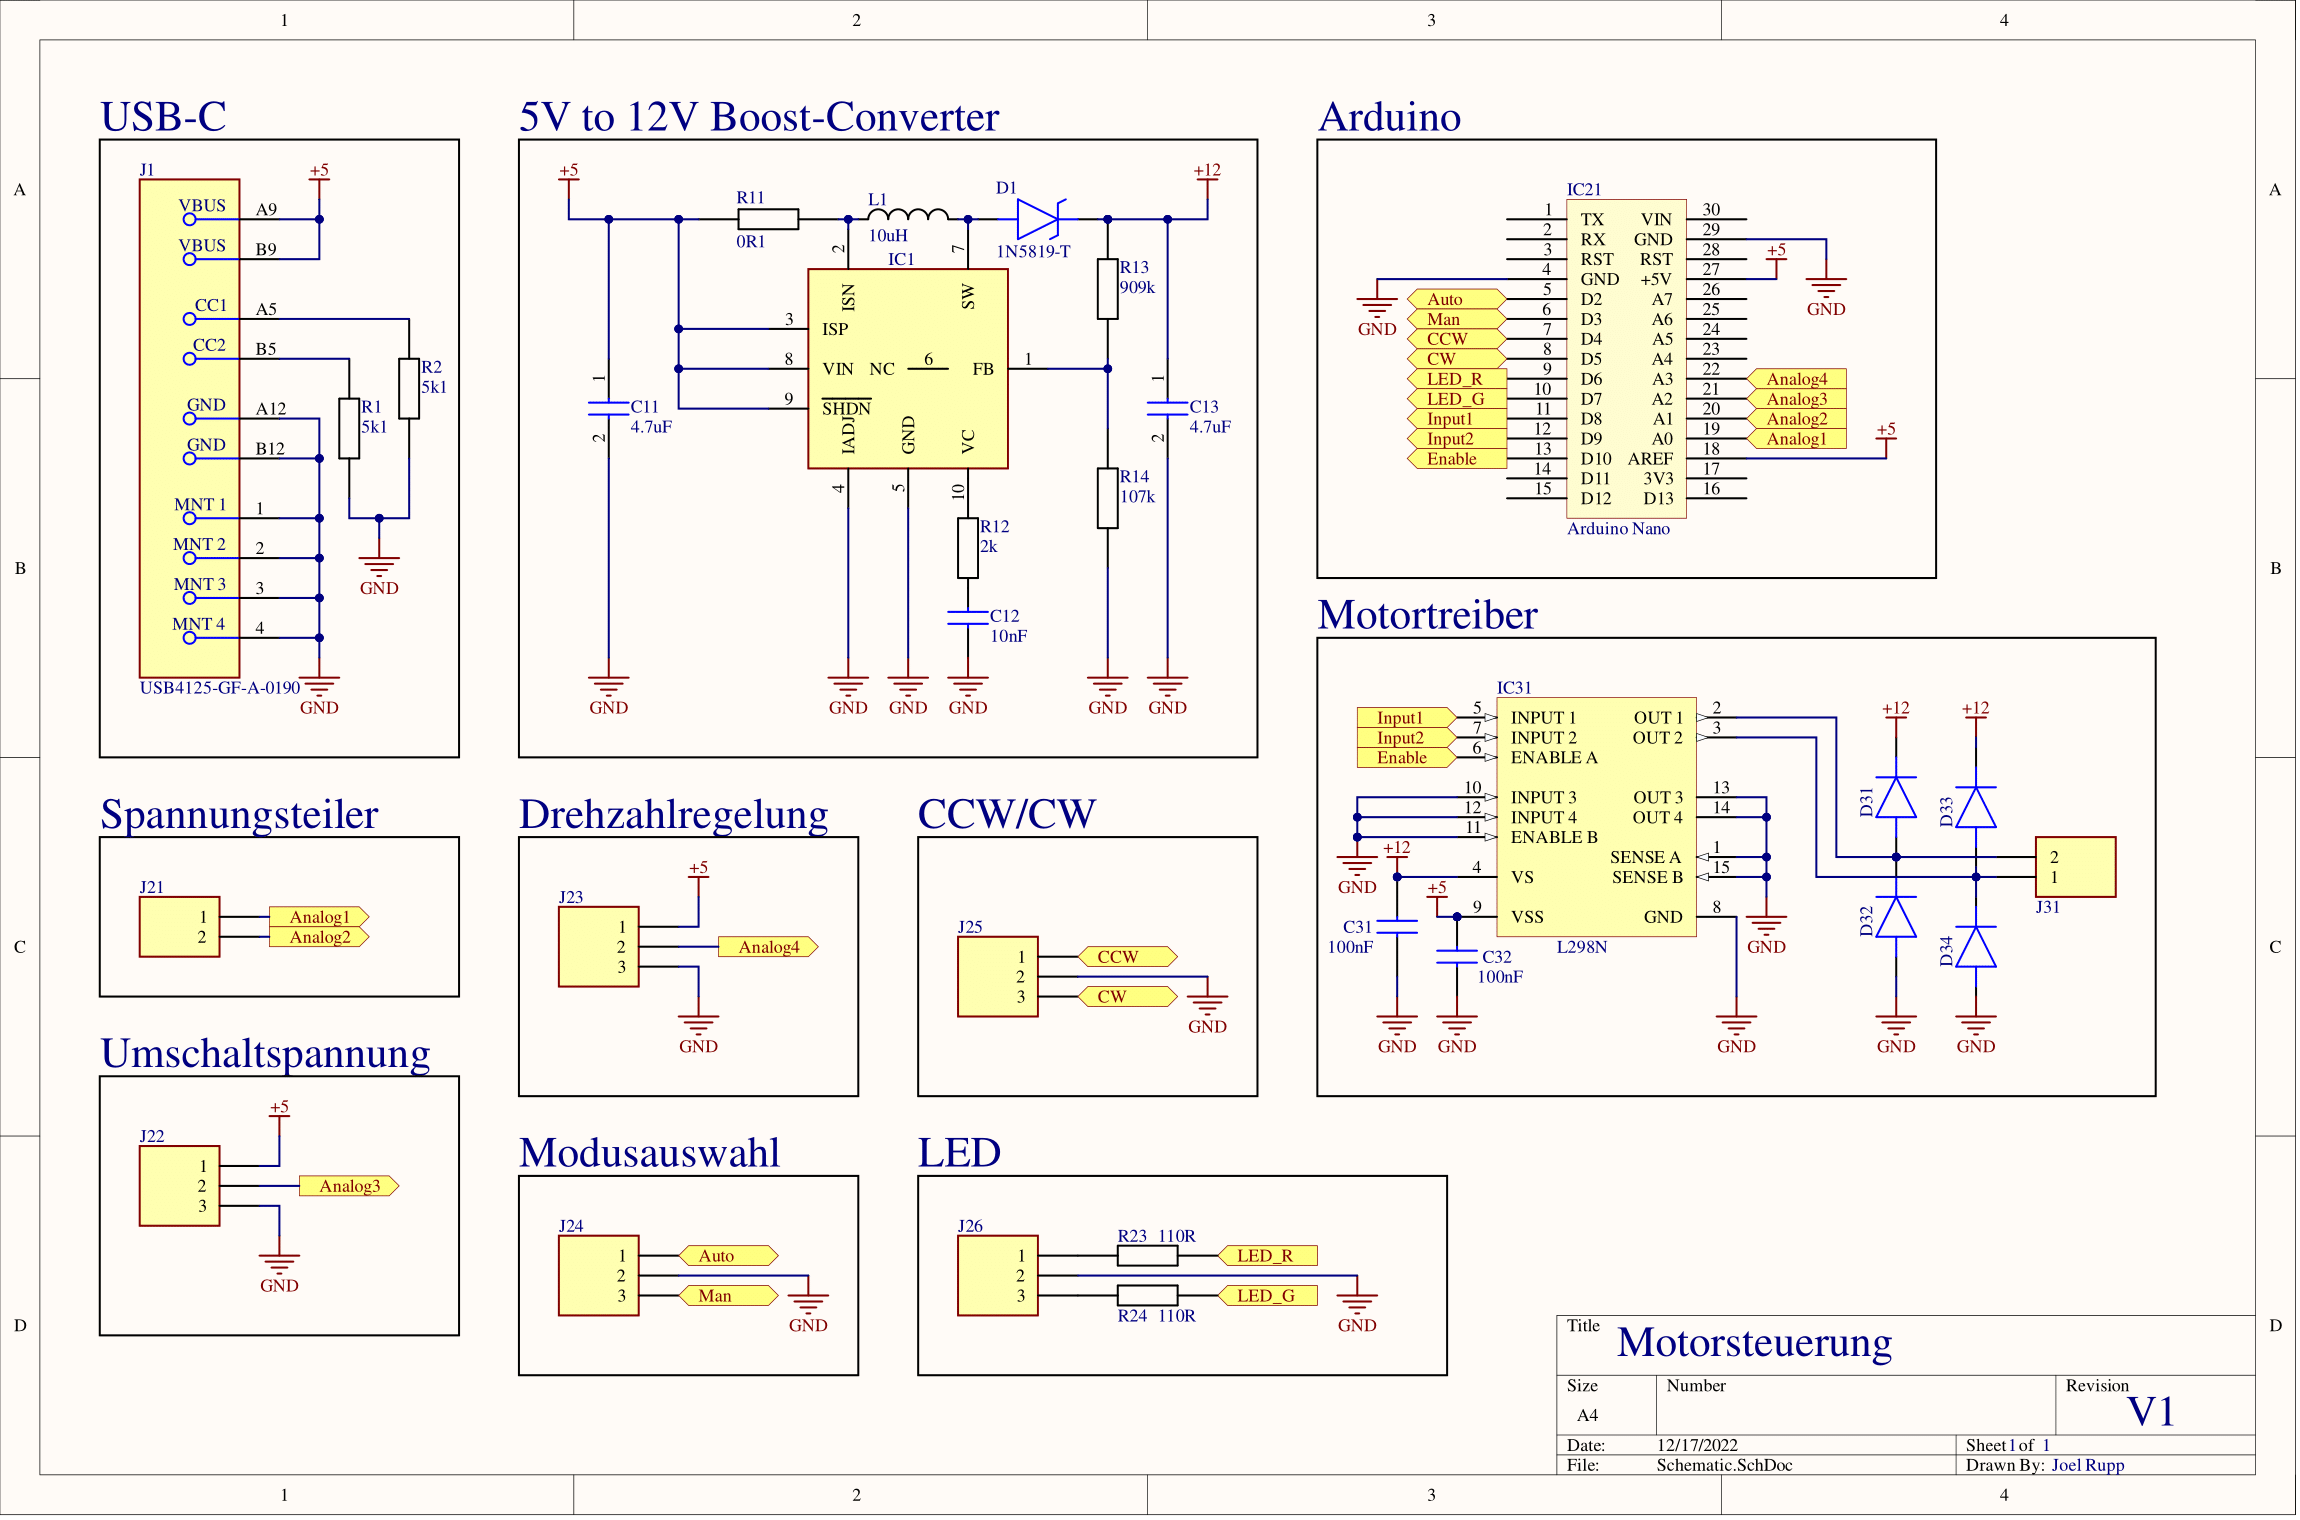 1 2 3 4
A
B
C
D
A
B
C
D
USB-C
J1
+5
VBUS A9
VBUS B9
CC1 A5
CC2 B5
R2
5k1
R1
5k1
GND A12
GND B12
MNT 1 1
MNT 2 2
MNT 3 3
MNT 4 4
GND
USB4125-GF-A-0190
GND
5V to 12V Boost-Converter
+5
+12
R11
0R1
L1
10uH
D1
1N5819-T
IC1
2 ISN
7 SW
3 ISP
8 VIN
NC 6
FB 1
9 SHDN
IADJ 4
GND 5
VC 10
R13
909k
R14
107k
1
C11
4.7uF
2
1
C13
4.7uF
2
R12
2k
C12
10nF
GND GND GND GND GND GND
Arduino
IC21
1 TX VIN 30
2 RX GND 29
3 RST RST 28
4 GND +5V 27
Auto 5 D2 A7 26
Man 6 D3 A6 25
CCW 7 D4 A5 24
CW 8 D5 A4 23
LED_R 9 D6 A3 22 Analog4
LED_G 10 D7 A2 21 Analog3
Input1 11 D8 A1 20 Analog2
Input2 12 D9 A0 19 Analog1
Enable 13 D10 AREF 18
14 D11 3V3 17
15 D12 D13 16
GND
+5
GND
+5
Arduino Nano
Motortreiber
IC31
Input1 5 INPUT 1 OUT 1 2
Input2 7 INPUT 2 OUT 2 3
Enable 6 ENABLE A
10 INPUT 3 OUT 3 13
12 INPUT 4 OUT 4 14
11 ENABLE B
SENSE A 1
4 VS SENSE B 15
9 VSS GND 8
L298N
GND
+12
+5
C31
100nF
C32
100nF
GND
+12 +12
D31
D33
D32
D34
2
1
J31
GND GND GND GND GND
Spannungsteiler
J21
1 Analog1
2 Analog2
Drehzahlregelung
+5
J23
1
2 Analog4
3
GND
CCW/CW
J25
1 CCW
2
3 CW
GND
Umschaltspannung
+5
J22
1
2 Analog3
3
GND
Modusauswahl
J24
1 Auto
2
3 Man
GND
LED
J26
R23 110R
1 LED_R
2
3 LED_G
R24 110R
GND
Title Motorsteuerung
Size Number Revision
A4 V1
Date: 12/17/2022 Sheet 1 of 1
File: Schematic.SchDoc Drawn By: Joel Rupp
1 2 3 4